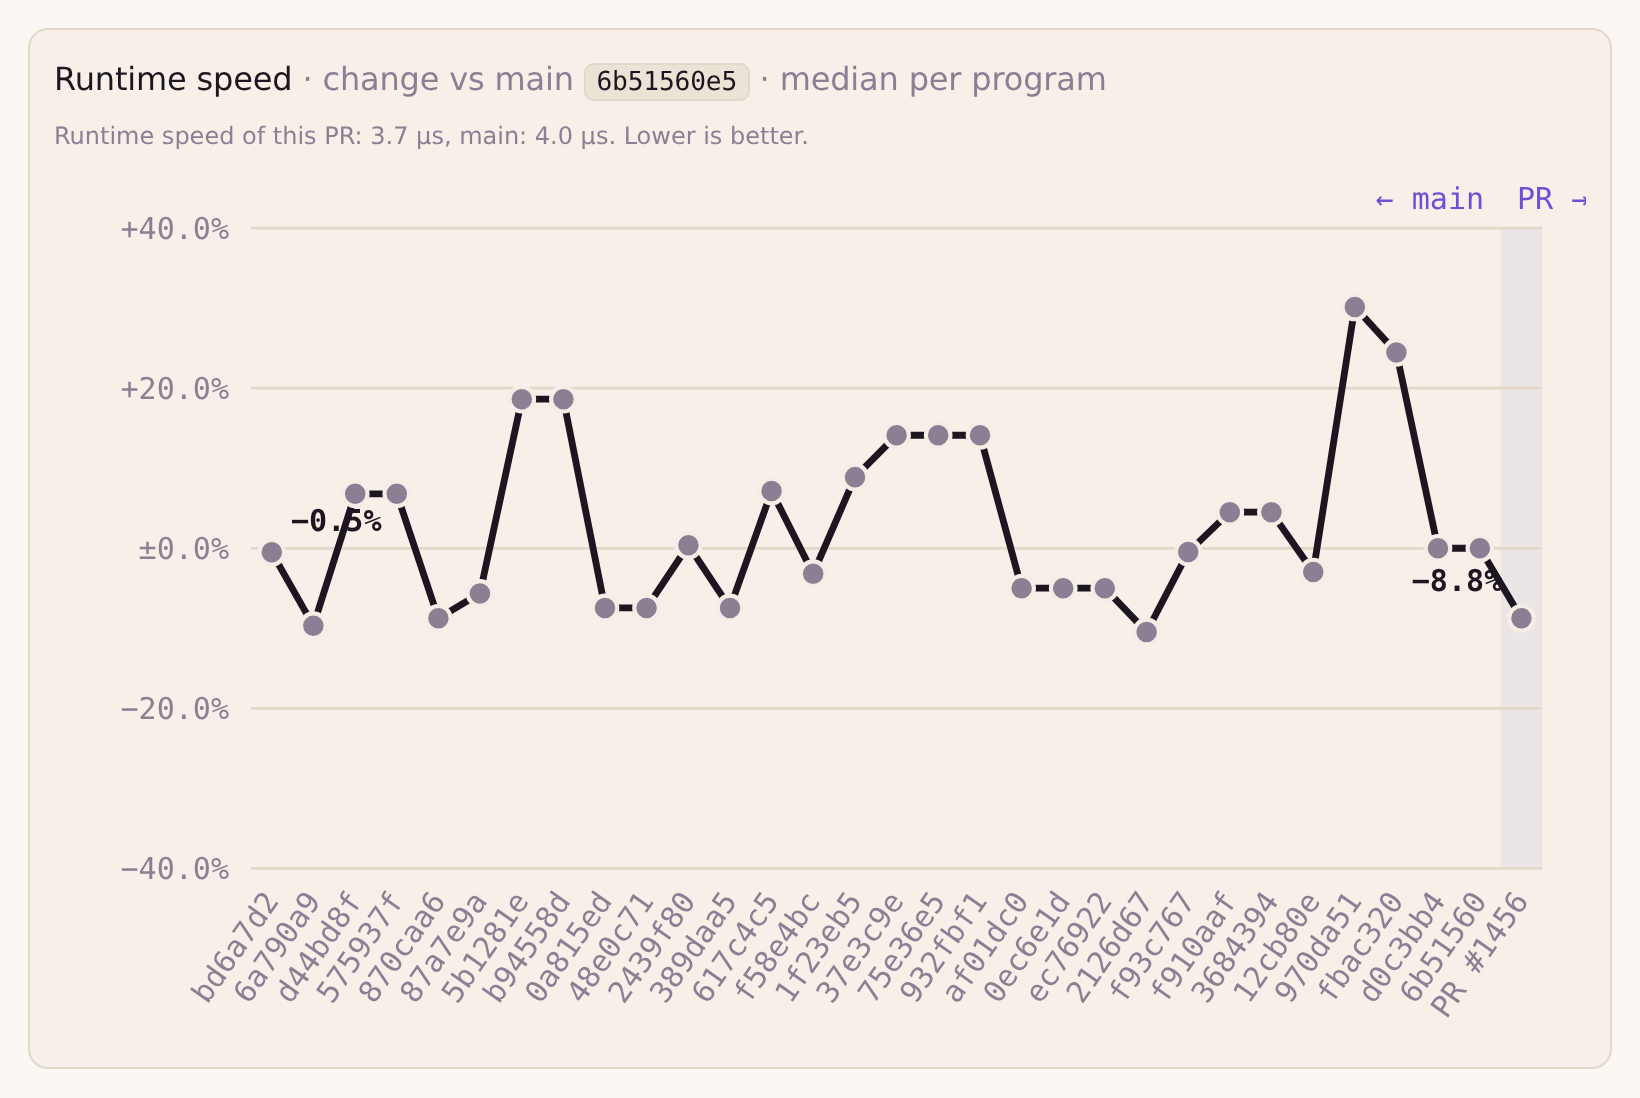 Runtime speed · change vs main 6b51560e5 · median per program
Runtime speed of this PR: 3.7 µs, main: 4.0 µs. Lower is better.
← main PR →
+40.0%
+20.0%
±0.0%
−20.0%
−40.0%
−0.5%
−8.8%
bd6a7d2
6a790a9
d44bd8f
575937f
870caa6
87a7e9a
5b1281e
b94558d
0a815ed
48e0c71
2439f80
389daa5
617c4c5
f58e4bc
1f23eb5
37e3c9e
75e36e5
932fbf1
af01dc0
0ec6e1d
ec76922
2126d67
f93c767
f910aaf
3684394
12cb80e
970da51
fbac320
d0c3bb4
6b51560
PR #1456